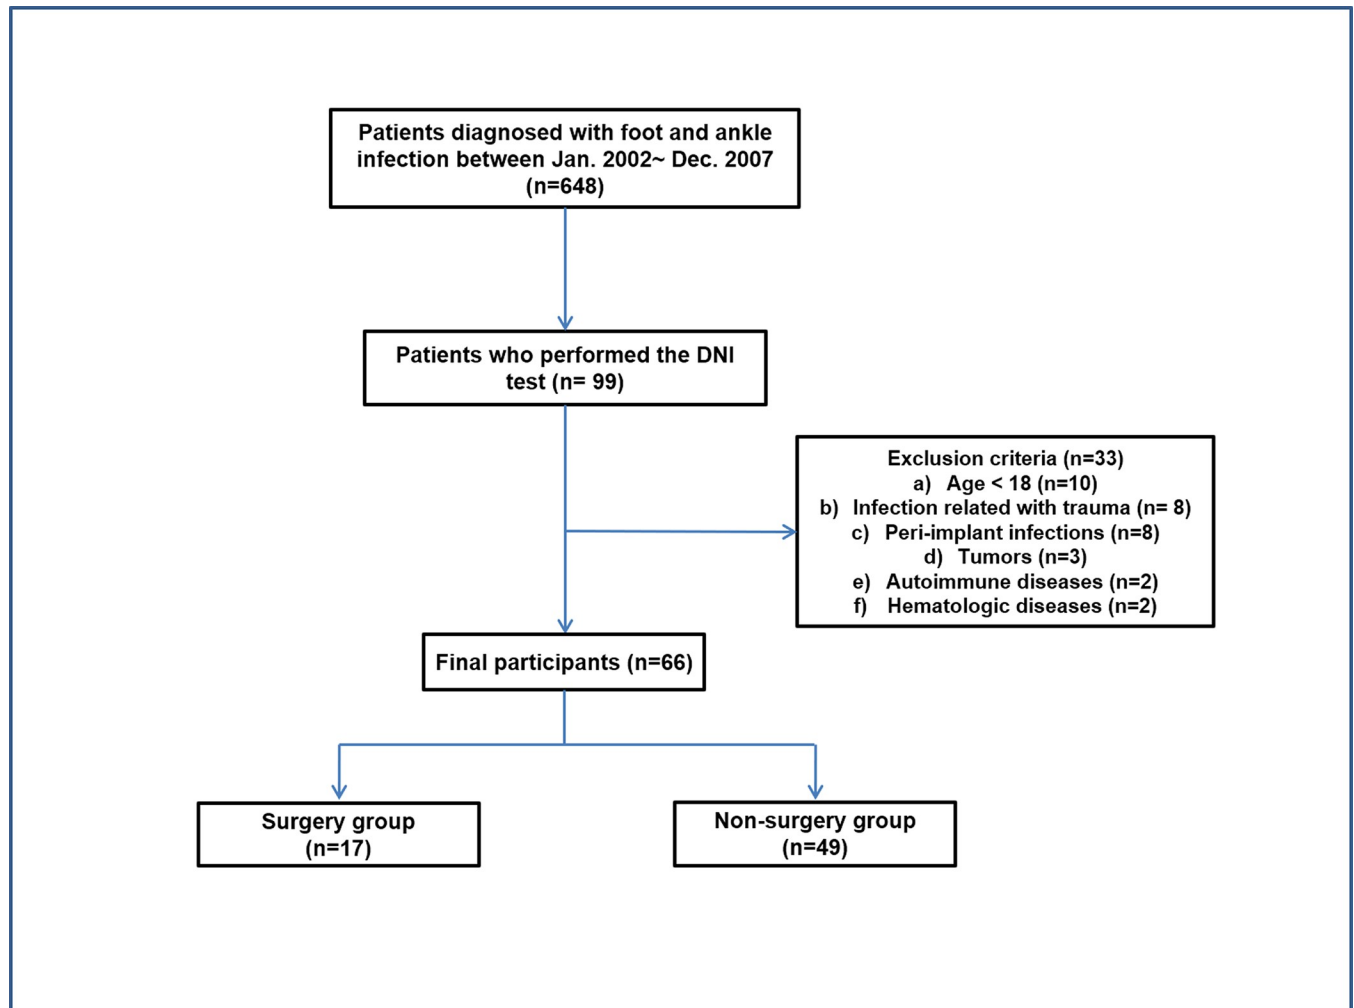 Patients diagnosed with foot and ankle
infection between Jan. 2002~ Dec. 2007
(n=648)
Patients who performed the DNI
test (n= 99)
Exclusion criteria (n=33)
a) Age < 18 (n=10)
b) Infection related with trauma (n= 8)
c) Peri-implant infections (n=8)
d) Tumors (n=3)
e) Autoimmune diseases (n=2)
f) Hematologic diseases (n=2)
Final participants (n=66)
Surgery group
(n=17)
Non-surgery group
(n=49)